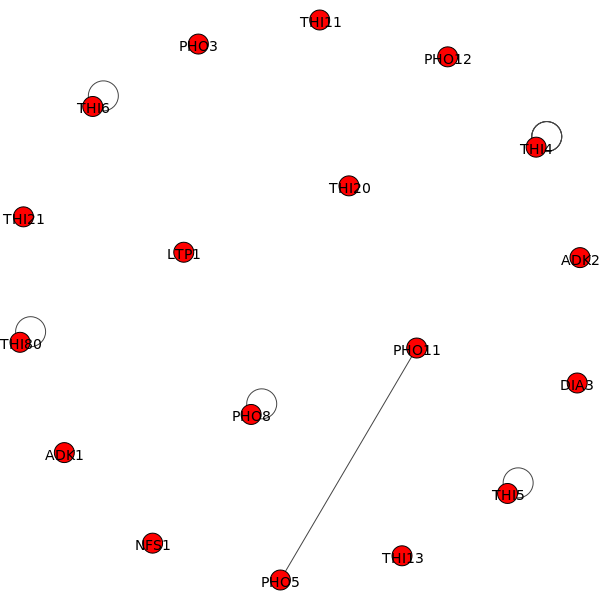 THI11
PHO3
PHO12
THI6
THI4
THI20
THI21
LTP1
ADK2
THI80
PHO11
DIA3
PHO8
ADK1
THI5
NFS1
THI13
PHO5